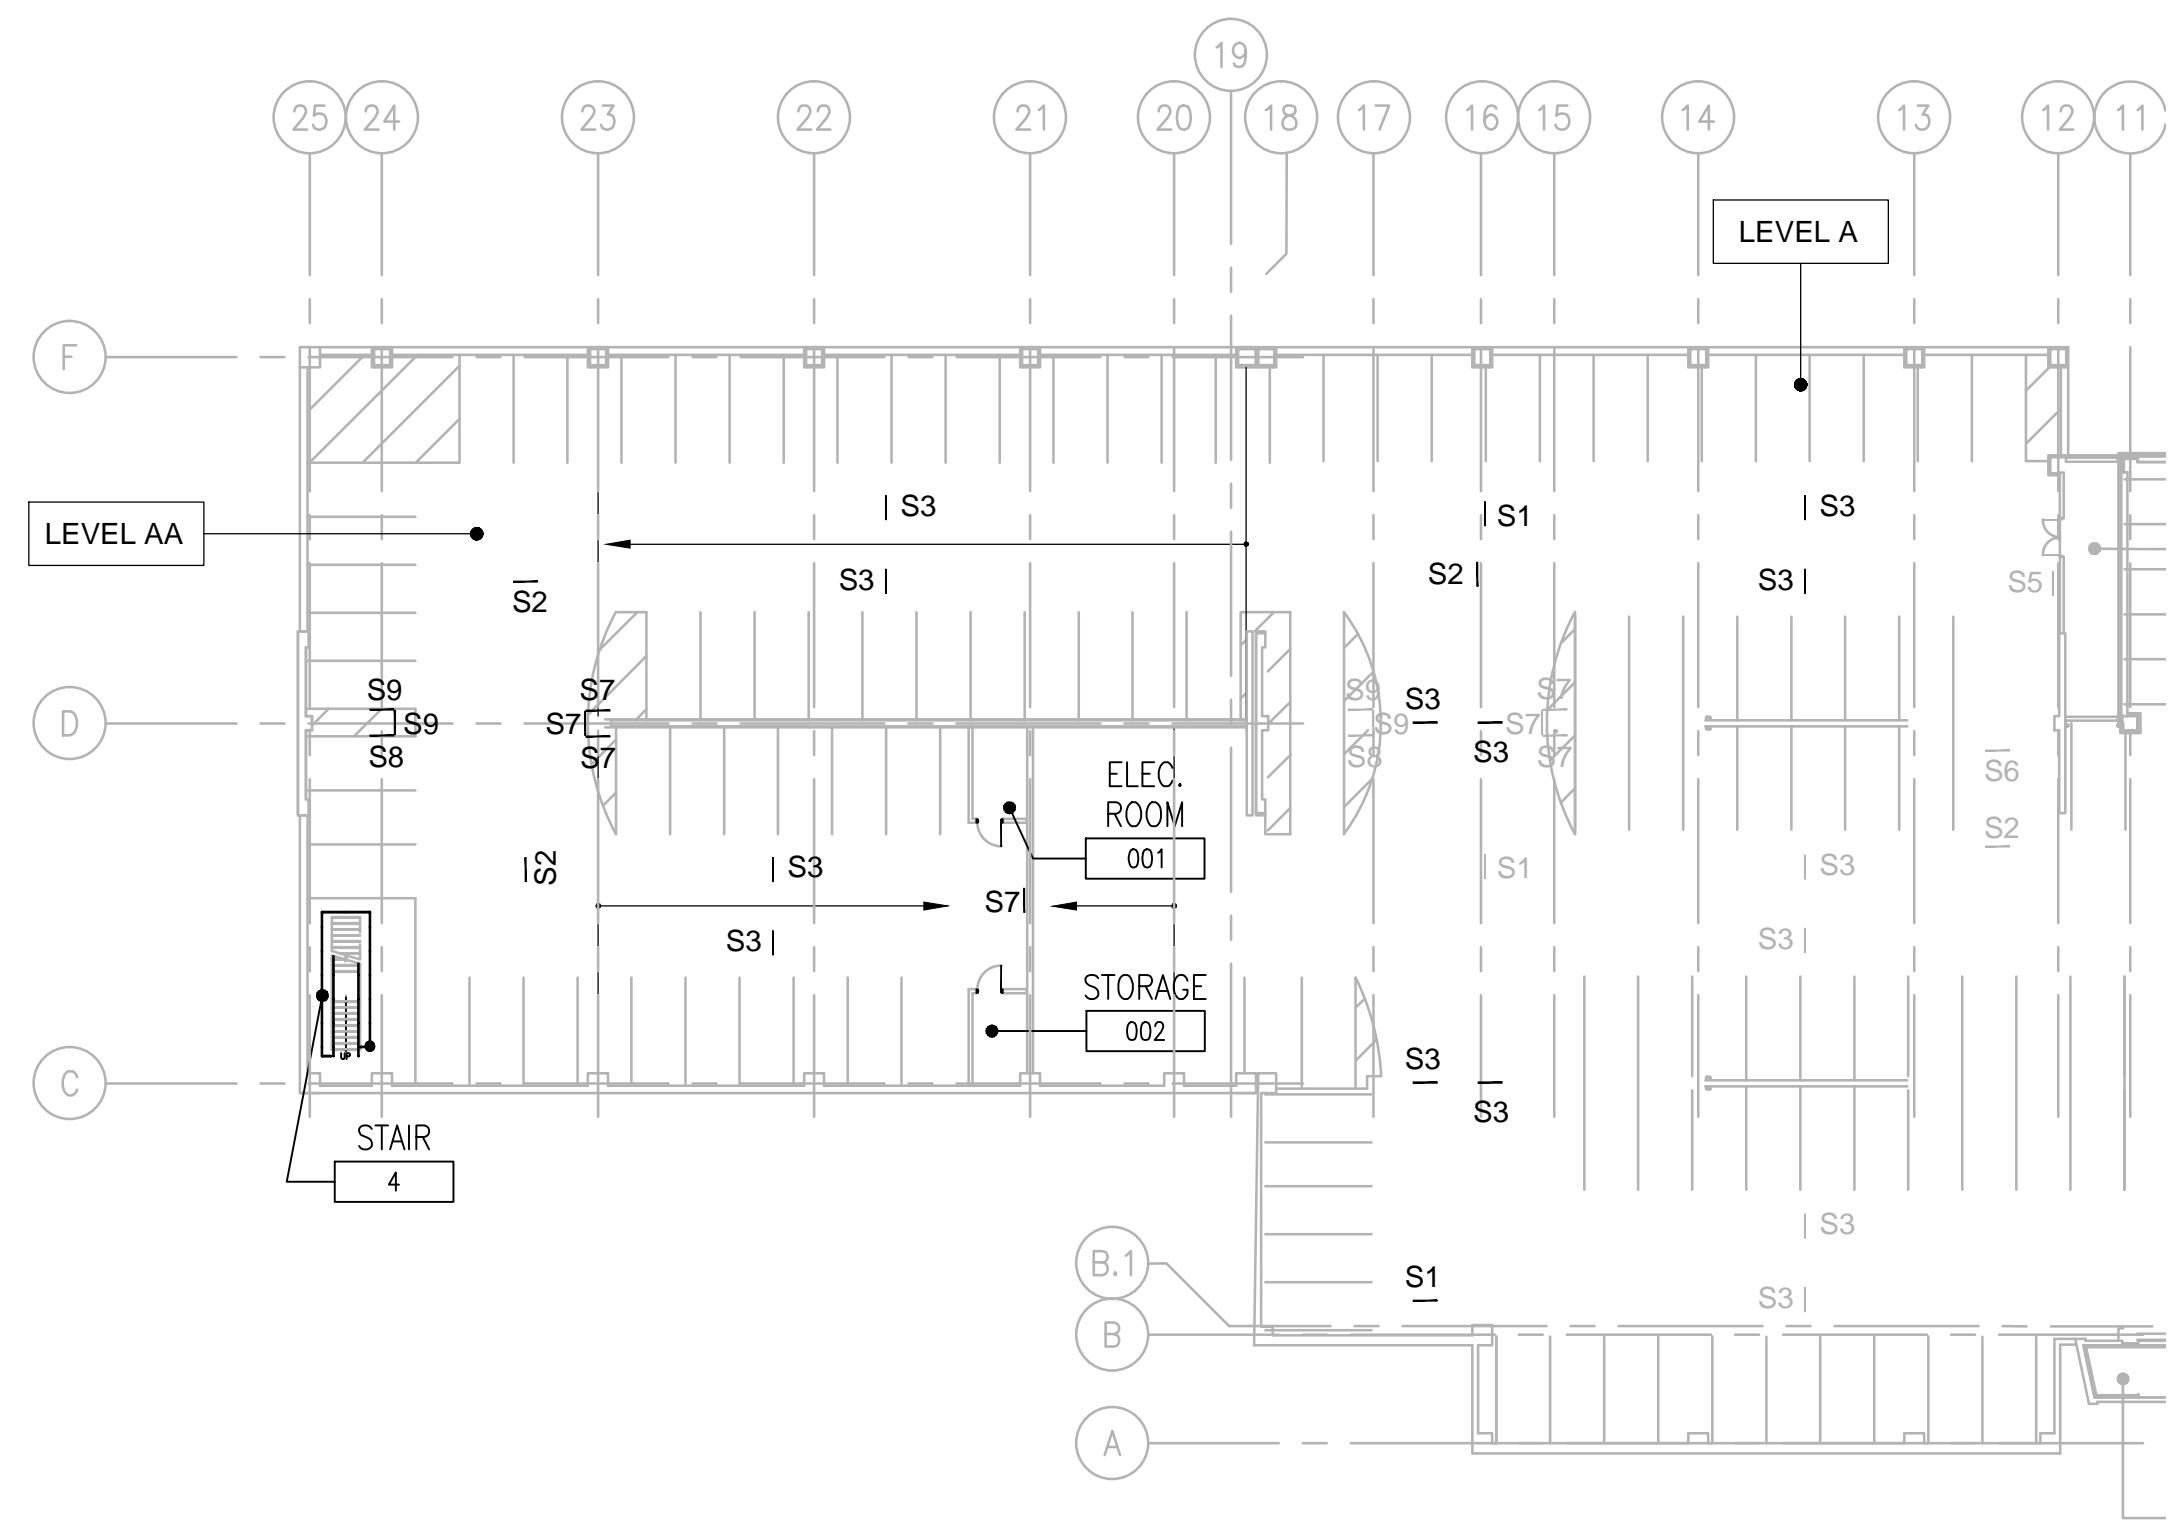 19
25 24 23 22 21 20 18 17 16 15 14 13 12 11
LEVEL A
F
S3 S1 S3
LEVEL AA
S2 S3 S2 S3 S5
S9 S7 S9 S3 S7
D
S9 S7 S9 S7
S8 S7 S8 S3 S7
ELEC.
ROOM
001
S6
S2
S2 S3 S1 S3
S7
S3 S3
STORAGE
002
UP
S3
C
S3
STAIR
4
S3
B.1
S1
S3
B
A